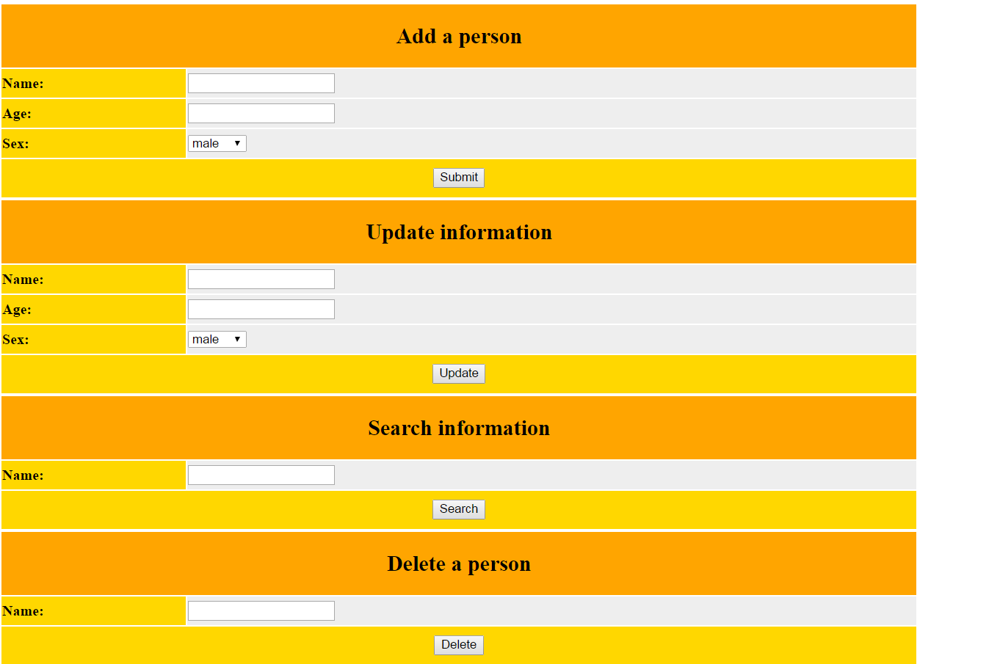 Add a person
Name:
Age:
Sex: male
Submit
Update information
Name:
Age:
Sex: male
Update
Search information
Name:
Search
Delete a person
Name:
Delete